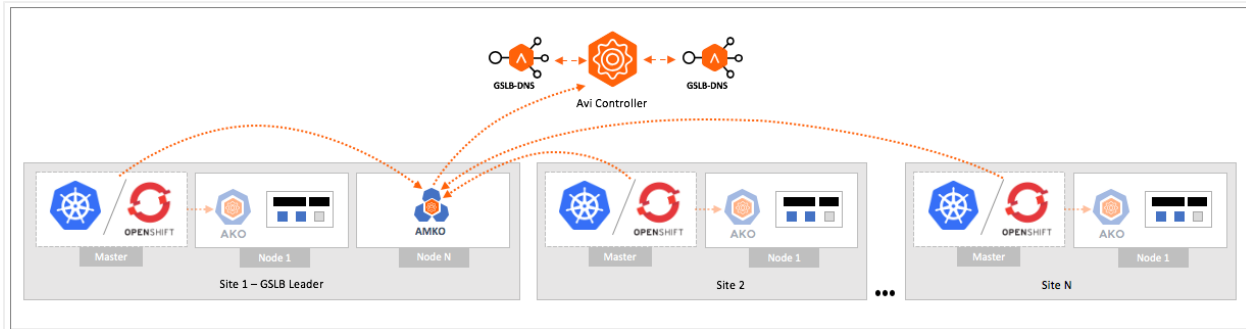 GSLB-DNS
GSLB-DNS
Avi Controller
OPENSHIFT
AKO
AMKO
OPENSHIFT
AKO
OPENSHIFT
AKO
Master
Node 1
Node N
Master
Node 1
Master
Node 1
Site 1 – GSLB Leader
Site 2
Site N